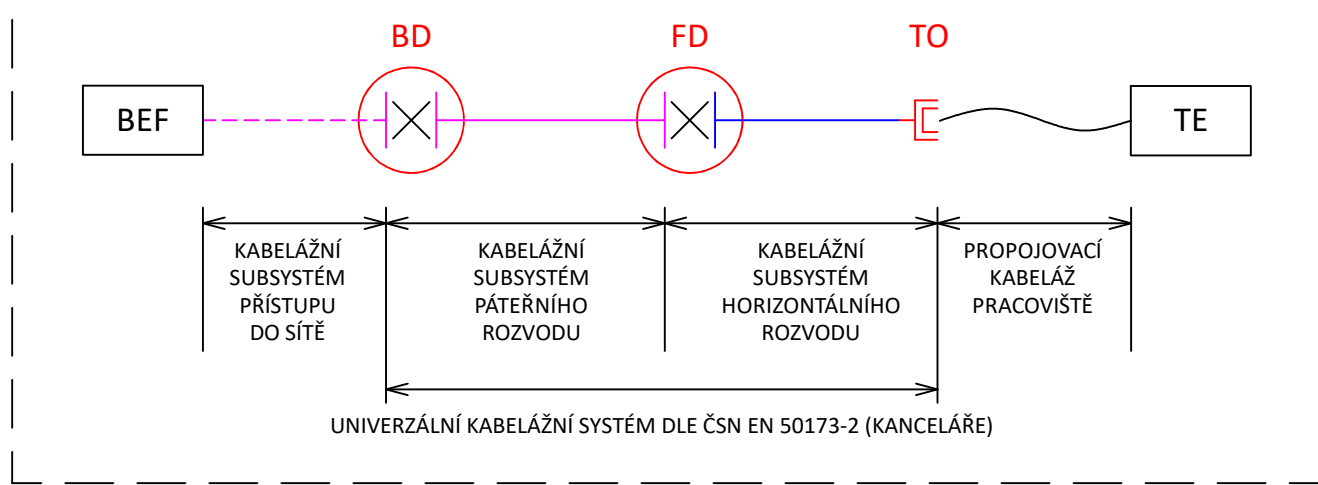 BD
FD
TO
BEF
TE
KABELÁŽNÍ
SUBSYSTÉM
PŘÍSTUPU
DO SÍTĚ
KABELÁŽNÍ
SUBSYSTÉM
PÁTEŘNÍHO
ROZVODU
KABELÁŽNÍ
SUBSYSTÉM
HORIZONTÁLNÍHO
ROZVODU
PROPOJOVACÍ
KABELÁŽ
PRACOVIŠTĚ
UNIVERZÁLNÍ KABELÁŽNÍ SYSTÉM DLE ČSN EN 50173-2 (KANCELÁŘE)